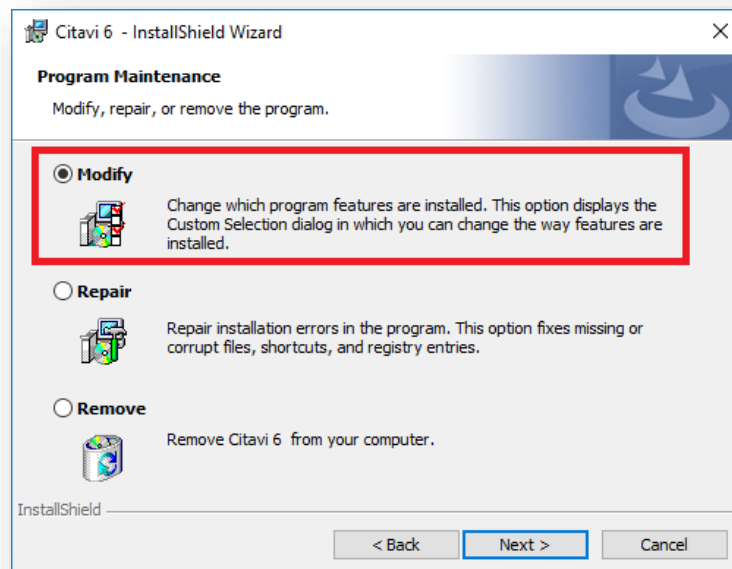 Citavi 6 - InstallShield Wizard
Program Maintenance
Modify, repair, or remove the program.
Modify
Change which program features are installed. This option displays the
Custom Selection dialog in which you can change the way features are
installed.
Repair
Repair installation errors in the program. This option fixes missing or
corrupt files, shortcuts, and registry entries.
Remove
Remove Citavi 6 from your computer.
InstallShield
< Back
Next >
Cancel